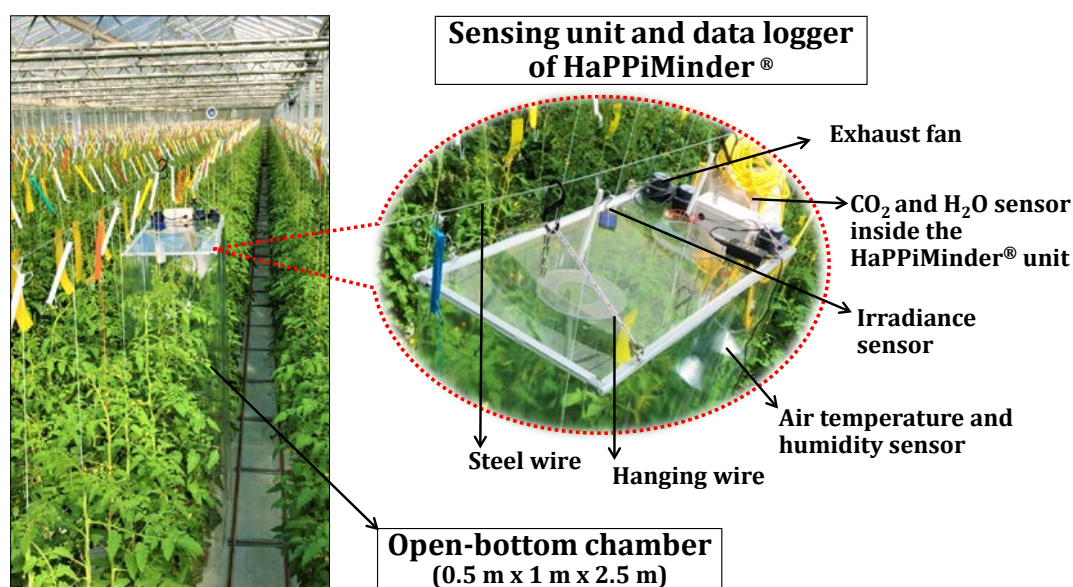 Sensing unit and data logger
of HaPPiMinder ®
Exhaust fan
CO₂ and H₂O sensor
inside the
HaPPiMinder® unit
Irradiance
sensor
Air temperature and
humidity sensor
Steel wire
Hanging wire
Open-bottom chamber
(0.5 m x 1 m x 2.5 m)